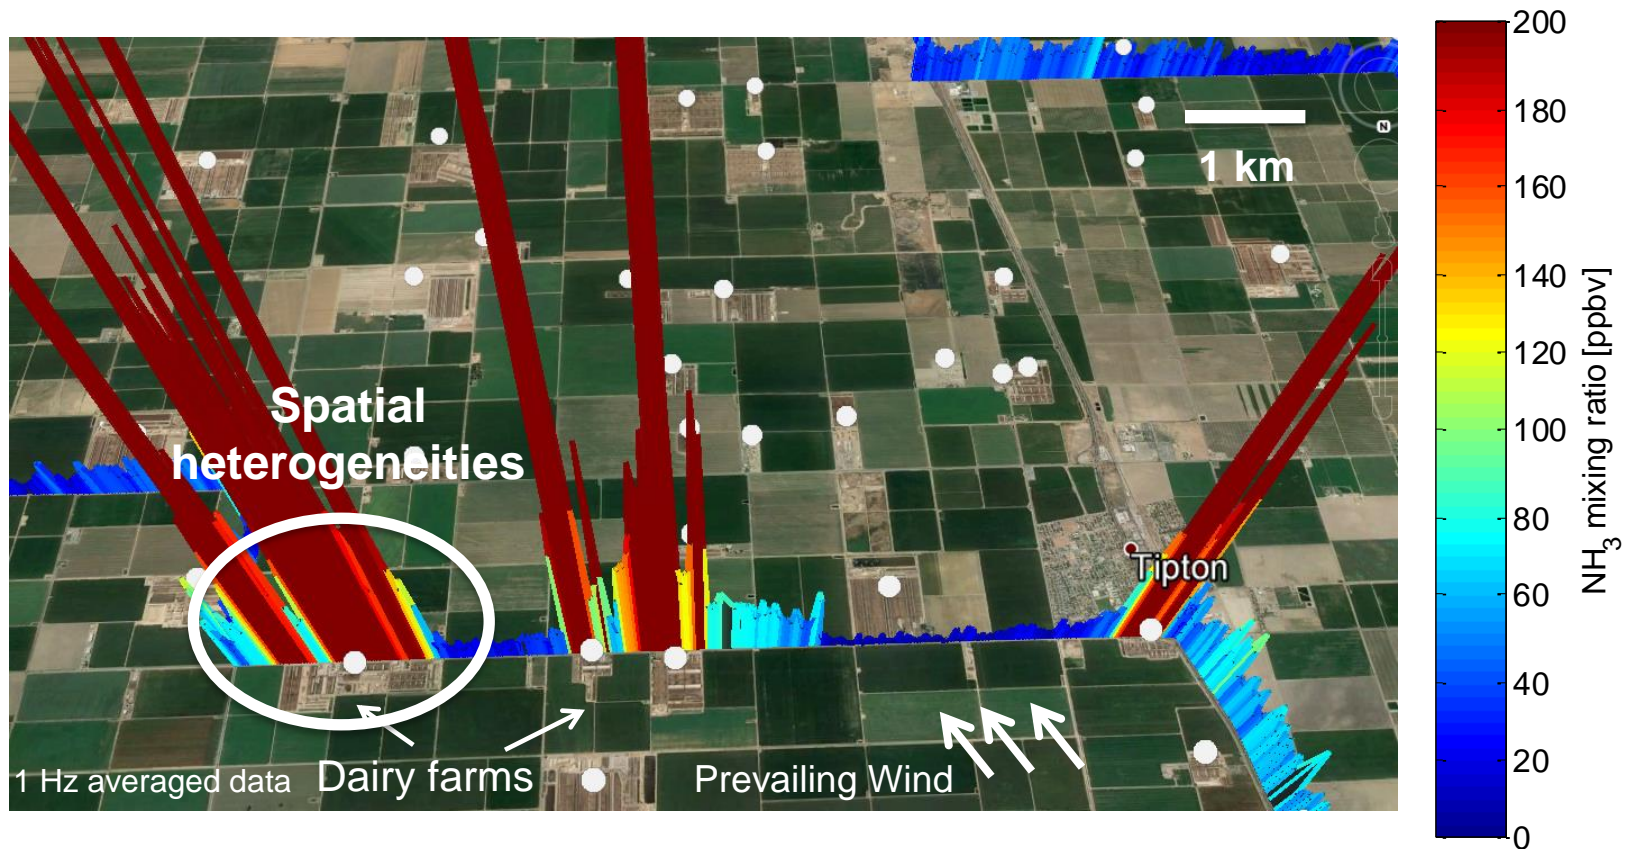 200
180
160
140
120
100
80
60
40
20
0
NH3 mixing ratio [ppbv]
N
1 km
Spatial
heterogeneities
Tipton
1 Hz averaged data
Dairy farms
Prevailing Wind